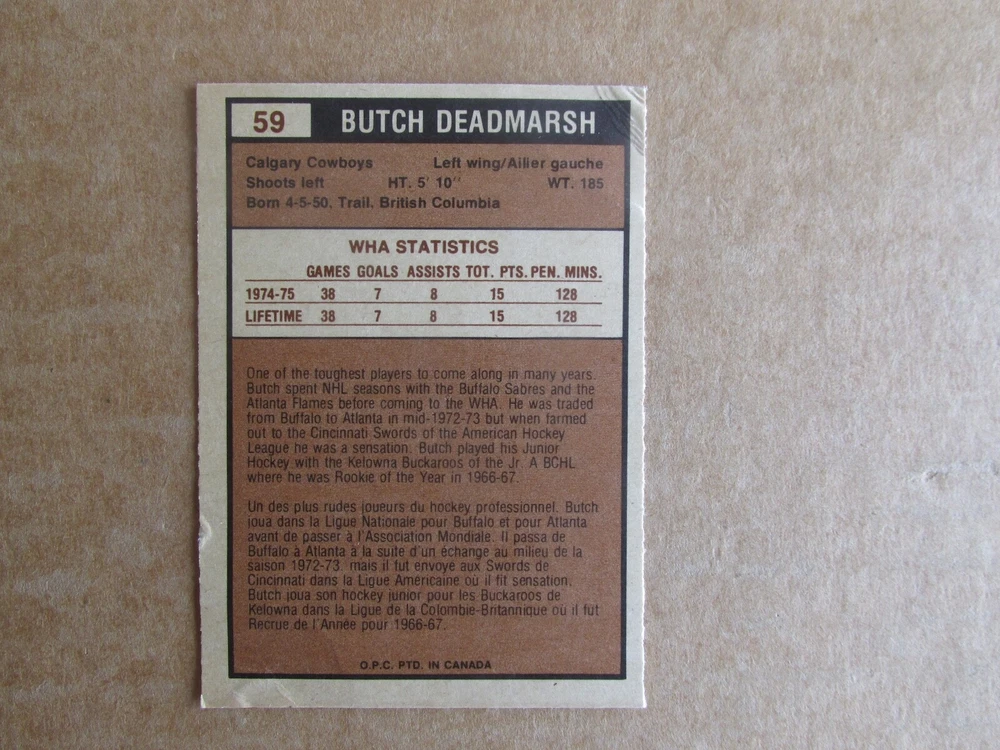 59 BUTCH DEADMARSH
Calgary Cowboys Left wing/Ailier gauche
Shoots left HT. 5' 10'' WT. 185
Born 4-5-50, Trail, British Columbia
WHA STATISTICS
GAMES GOALS ASSISTS TOT. PTS. PEN. MINS.
1974-75 38 7 8 15 128
LIFETIME 38 7 8 15 128
One of the toughest players to come along in many years.
Butch spent NHL seasons with the Buffalo Sabres and the
Atlanta Flames before coming to the WHA. He was traded
from Buffalo to Atlanta in mid-1972-73 but when farmed
out to the Cincinnati Swords of the American Hockey
League he was a sensation. Butch played his Junior
Hockey with the Kelowna Buckaroos of the Jr. A BCHL
where he was Rookie of the Year in 1966-67.
Un des plus rudes joueurs du hockey professionnel. Butch
joua dans la Ligue Nationale pour Buffalo et pour Atlanta
avant de passer à l'Association Mondiale. Il passa de
Buffalo à Atlanta à la suite d'un échange au milieu de la
saison 1972-73, mais il fut envoyé aux Swords de
Cincinnati dans la Ligue Americaine où il fit sensation.
Butch joua son hockey junior pour les Buckaroos de
Kelowna dans la Ligue de la Colombie-Britannique où il fut
Recrue de l'Année pour 1966-67.
O.P.C. PTD. IN CANADA